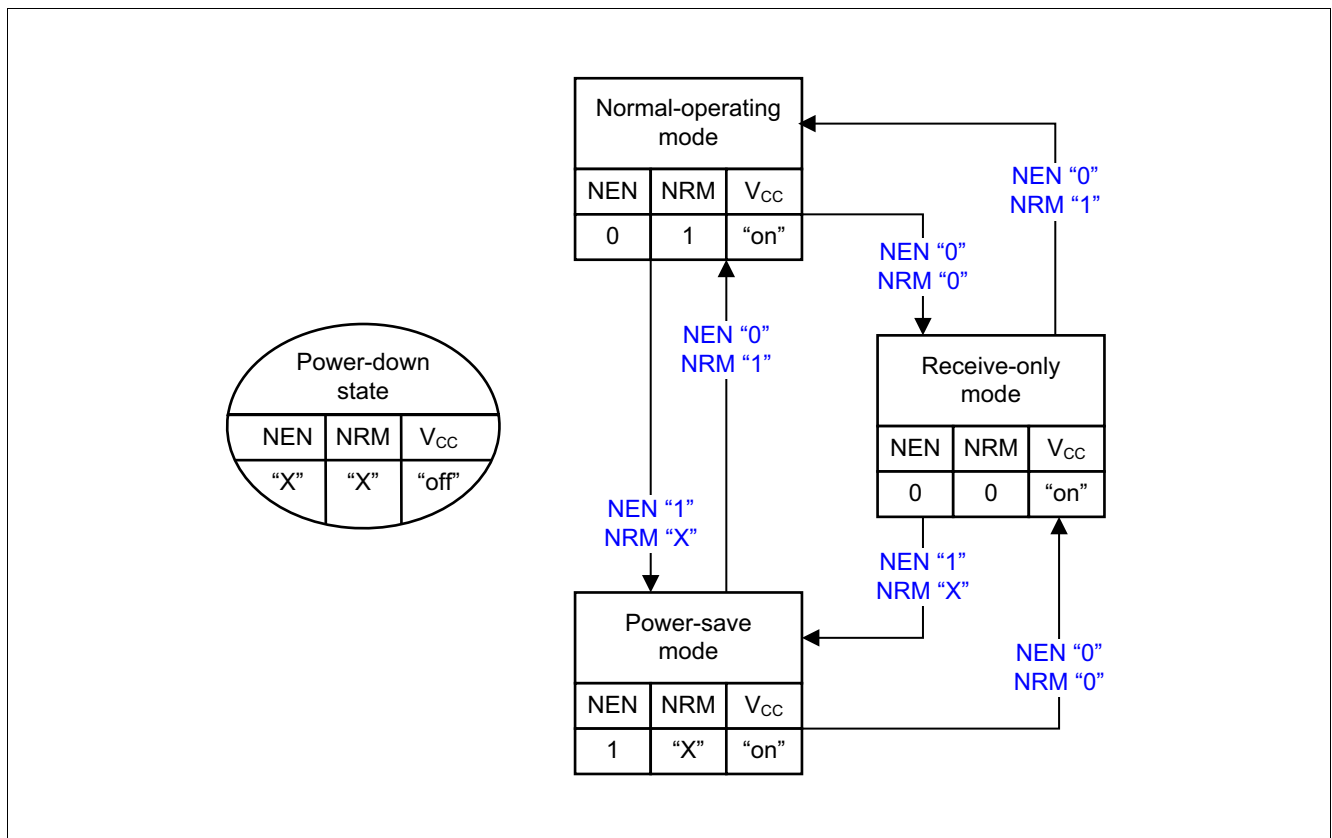 Normal-operating
mode
NEN NRM VCC
0 1 “on”
NEN “0”
NRM “1”
NEN “0”
NRM “0”
NEN “0”
NRM “1”
Power-down
state
NEN NRM VCC
“X” “X” “off”
Receive-only
mode
NEN NRM VCC
0 0 “on”
NEN “1”
NRM “X”
NEN “1”
NRM “X”
Power-save
mode
NEN NRM VCC
1 “X” “on”
NEN “0”
NRM “0”